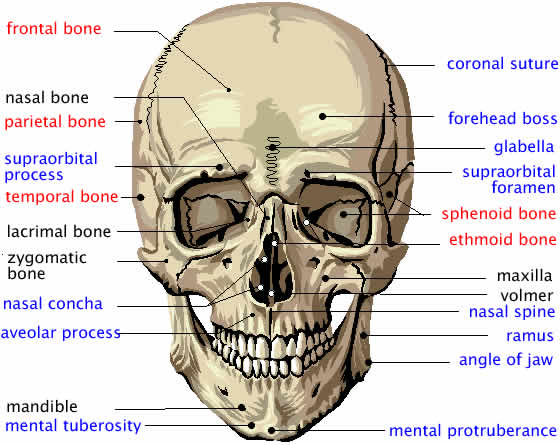 frontal bone
coronal suture
nasal bone
parietal bone
forehead boss
glabella
supraorbital
process
supraorbital
foramen
temporal bone
sphenoid bone
lacrimal bone
ethmoid bone
zygomatic
bone
maxilla
volmer
nasal concha
nasal spine
aveolar process
ramus
angle of jaw
mandible
mental tuberosity
mental protruberance